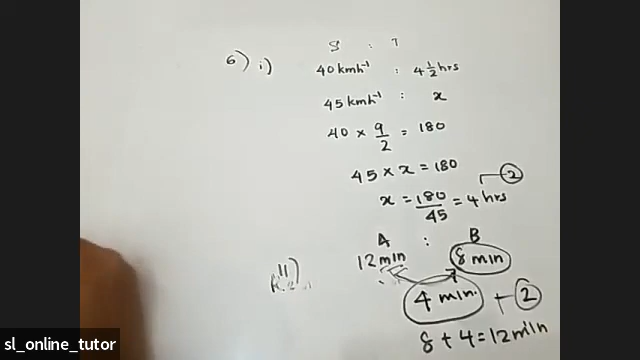 S : T
6) i) 40 kmh⁻¹ : 4 1/2 hrs
45 kmh⁻¹ : x
40 × 9/2 = 180
45 × x = 180
x = 180/45 = 4 hrs ②
A : B
12 min 8 min
ii)
4 min. ②
8 + 4 = 12 min
sl_online_tutor